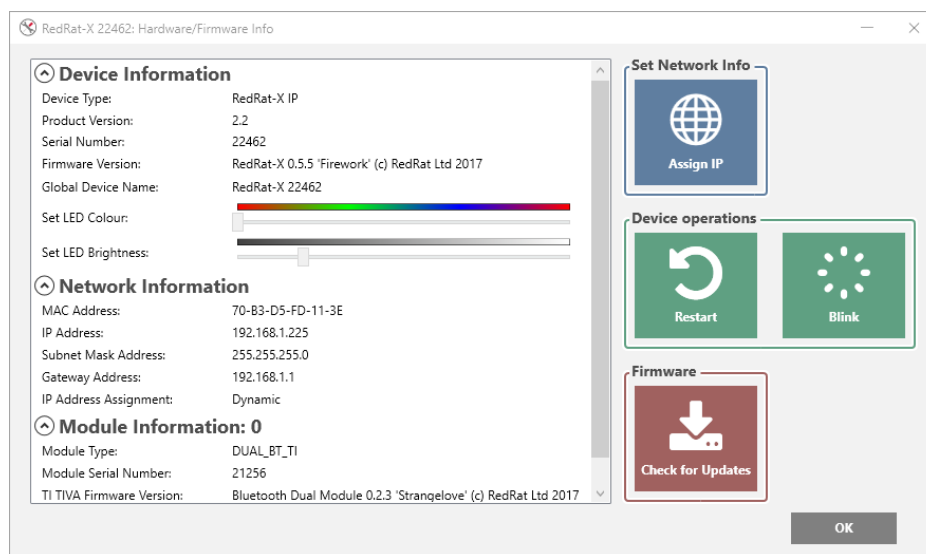 RedRat-X 22462: Hardware/Firmware Info
Device Information
Device Type: RedRat-X IP
Product Version: 2.2
Serial Number: 22462
Firmware Version: RedRat-X 0.5.5 'Firework' (c) RedRat Ltd 2017
Global Device Name: RedRat-X 22462
Set LED Colour:
Set LED Brightness:
Network Information
MAC Address: 70-B3-D5-FD-11-3E
IP Address: 192.168.1.225
Subnet Mask Address: 255.255.255.0
Gateway Address: 192.168.1.1
IP Address Assignment: Dynamic
Module Information: 0
Module Type: DUAL_BT_TI
Module Serial Number: 21256
TI TIVA Firmware Version: Bluetooth Dual Module 0.2.3 'Strangelove' (c) RedRat Ltd 2017
Set Network Info
Assign IP
Device operations
Restart Blink
Firmware
Check for Updates
OK